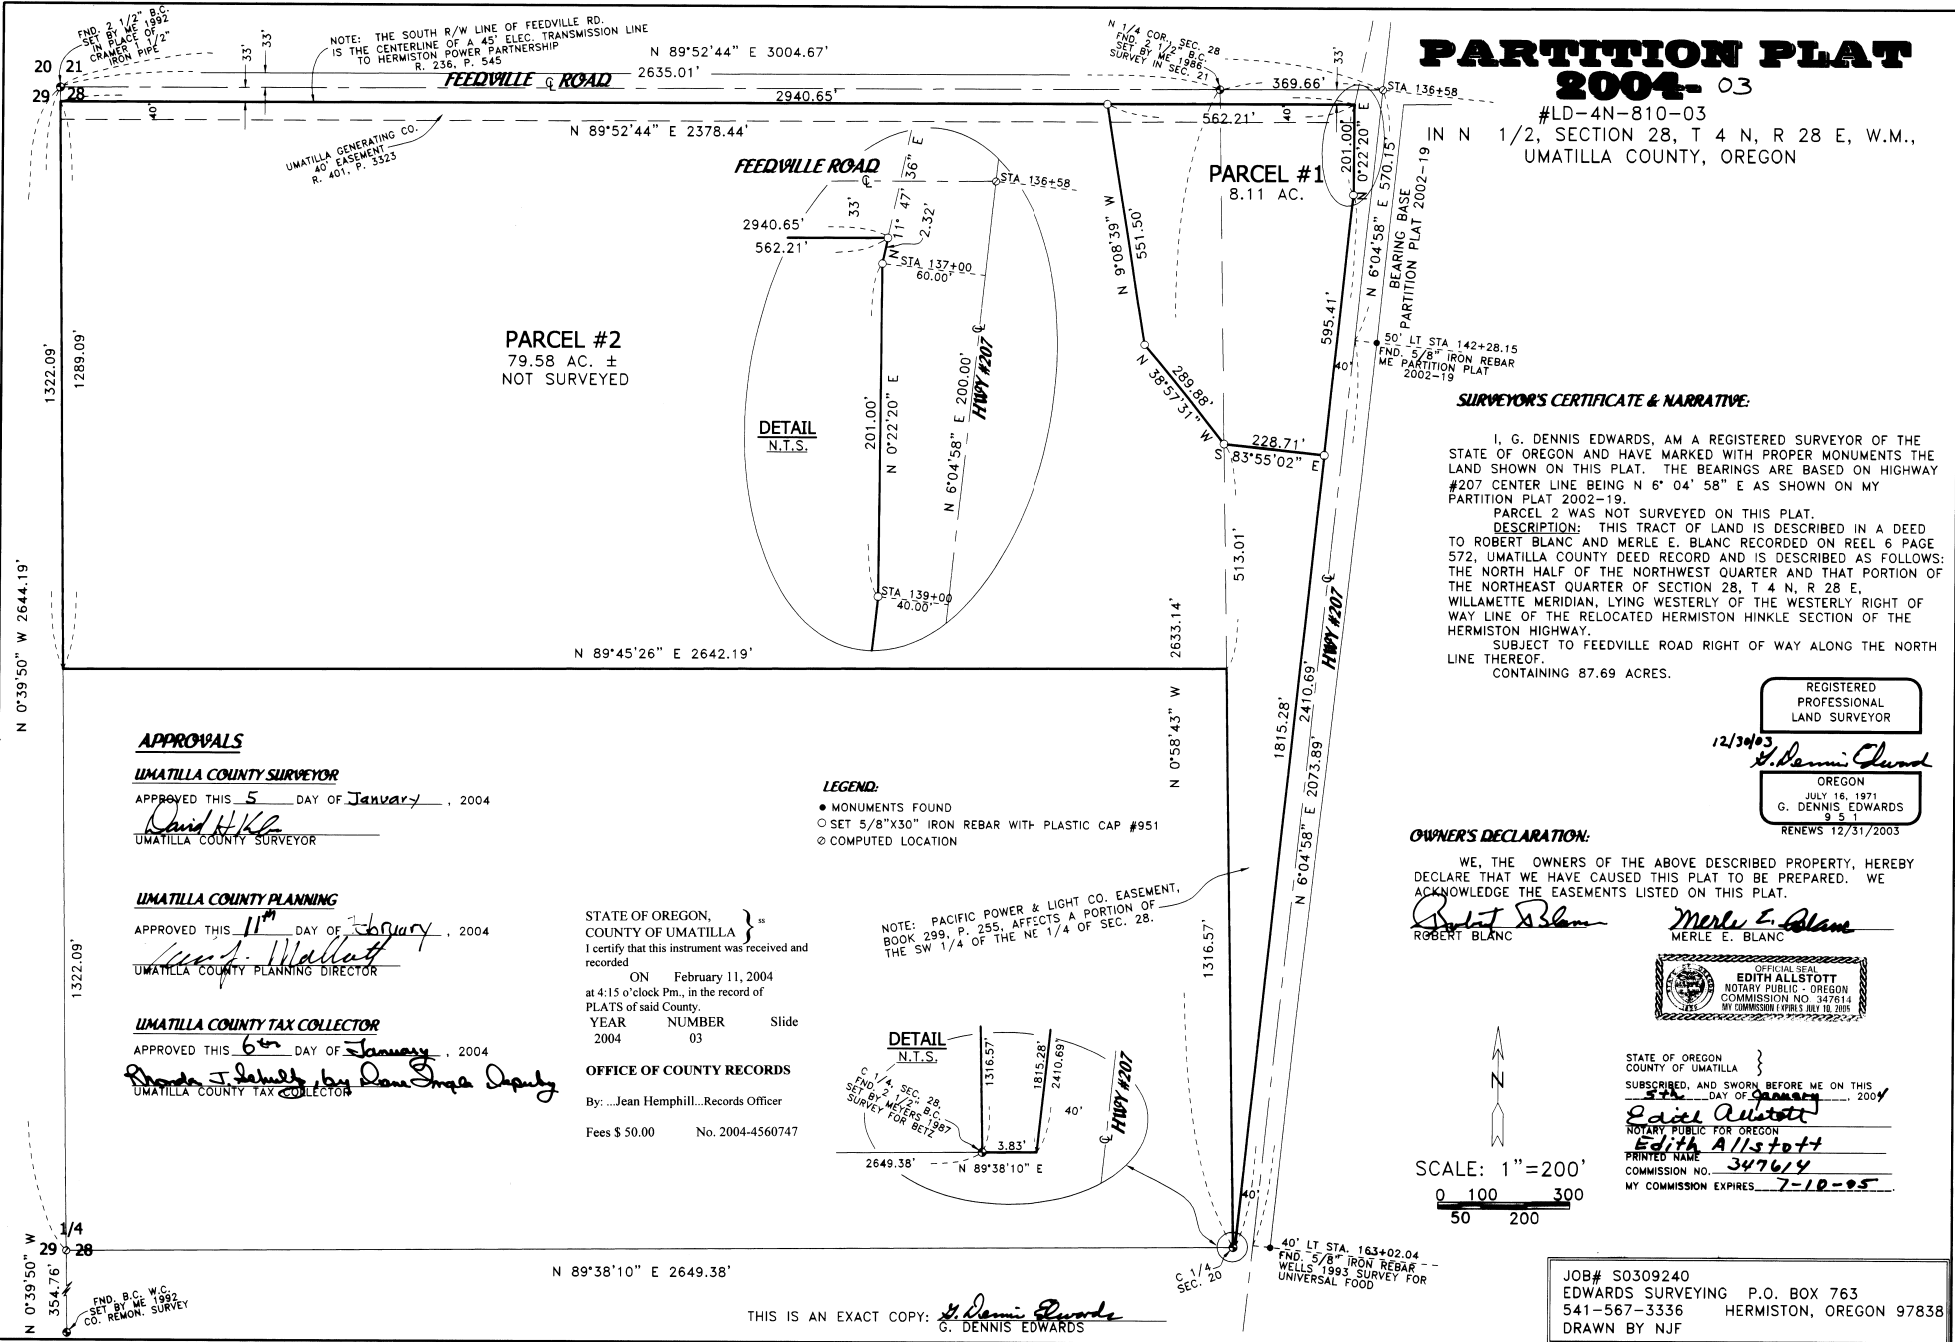 FND. 2 1/2" B.C.
SET BY ME 1992
IN PLACE OF
CRAMER 1 1/2"
IRON PIPE
20 21
29 28
33'
33'
40'
NOTE: THE SOUTH R/W LINE OF FEEDVILLE RD.
IS THE CENTERLINE OF A 45' ELEC. TRANSMISSION LINE
TO HERMISTON POWER PARTNERSHIP
R. 236, P. 545
N 89°52'44" E 3004.67'
FEEDVILLE ℄ ROAD
2635.01'
2940.65'
N 89°52'44" E 2378.44'
UMATILLA GENERATING CO.
40' EASEMENT
R. 401, P. 3323
N 1/4 COR. SEC. 28
FND. 2 1/2" B.C.
SET BY ME 1986
SURVEY IN SEC. 21
369.66'
33'
STA 136+58
562.21'
40'
PARTITION PLAT
2004- 03
#LD-4N-810-03
IN N 1/2, SECTION 28, T 4 N, R 28 E, W.M.,
UMATILLA COUNTY, OREGON
PARCEL #1
8.11 AC.
201.00'
N 0°22'20" E
N 6°04'58" E 570.15'
BEARING BASE
PARTITION PLAT 2002-19
N 9°08'39" W
551.50'
595.41'
289.88'
N 38°57'31" W
228.71'
S 83°55'02" E
40'
50' LT STA 142+28.15
FND. 5/8" IRON REBAR
ME PARTITION PLAT
2002-19
FEEDVILLE ROAD
℄
N 11° 47' 36" E
STA 136+58
33'
2.32'
2940.65'
562.21'
STA 137+00
60.00'
DETAIL
N.T.S.
201.00'
N 0°22'20" E
N 6°04'58" E 200.00'
HWY #207 ℄
STA 139+00
40.00'
PARCEL #2
79.58 AC. ±
NOT SURVEYED
1322.09'
1289.09'
N 0°39'50" W 2644.19'
N 89°45'26" E 2642.19'
513.01'
2633.14'
N 0°58'43" W
HWY #207 ℄
1815.28'
2410.69'
N 6°04'58" E 2073.89'
1316.57'
SURVEYOR'S CERTIFICATE & NARRATIVE:
I, G. DENNIS EDWARDS, AM A REGISTERED SURVEYOR OF THE
STATE OF OREGON AND HAVE MARKED WITH PROPER MONUMENTS THE
LAND SHOWN ON THIS PLAT. THE BEARINGS ARE BASED ON HIGHWAY
#207 CENTER LINE BEING N 6° 04' 58" E AS SHOWN ON MY
PARTITION PLAT 2002-19.
PARCEL 2 WAS NOT SURVEYED ON THIS PLAT.
DESCRIPTION: THIS TRACT OF LAND IS DESCRIBED IN A DEED
TO ROBERT BLANC AND MERLE E. BLANC RECORDED ON REEL 6 PAGE
572, UMATILLA COUNTY DEED RECORD AND IS DESCRIBED AS FOLLOWS:
THE NORTH HALF OF THE NORTHWEST QUARTER AND THAT PORTION OF
THE NORTHEAST QUARTER OF SECTION 28, T 4 N, R 28 E,
WILLAMETTE MERIDIAN, LYING WESTERLY OF THE WESTERLY RIGHT OF
WAY LINE OF THE RELOCATED HERMISTON HINKLE SECTION OF THE
HERMISTON HIGHWAY.
SUBJECT TO FEEDVILLE ROAD RIGHT OF WAY ALONG THE NORTH
LINE THEREOF.
CONTAINING 87.69 ACRES.
REGISTERED
PROFESSIONAL
LAND SURVEYOR
12/30/03
G. Dennis Edwards
OREGON
JULY 16, 1971
G. DENNIS EDWARDS
951
RENEWS 12/31/2003
OWNER'S DECLARATION:
WE, THE OWNERS OF THE ABOVE DESCRIBED PROPERTY, HEREBY
DECLARE THAT WE HAVE CAUSED THIS PLAT TO BE PREPARED. WE
ACKNOWLEDGE THE EASEMENTS LISTED ON THIS PLAT.
Robert Blanc Merle E. Blanc
ROBERT BLANC MERLE E. BLANC
OFFICIAL SEAL
EDITH ALLSTOTT
NOTARY PUBLIC - OREGON
COMMISSION NO. 347614
MY COMMISSION EXPIRES JULY 10, 2005
STATE OF OREGON }
COUNTY OF UMATILLA
SUBSCRIBED, AND SWORN BEFORE ME ON THIS
5th DAY OF January, 2004
Edith Allstott
NOTARY PUBLIC FOR OREGON
Edith Allstott
PRINTED NAME
COMMISSION NO. 347614
MY COMMISSION EXPIRES 7-10-05
APPROVALS
UMATILLA COUNTY SURVEYOR
APPROVED THIS 5 DAY OF January, 2004
UMATILLA COUNTY SURVEYOR
UMATILLA COUNTY PLANNING
APPROVED THIS 11th DAY OF February, 2004
UMATILLA COUNTY PLANNING DIRECTOR
UMATILLA COUNTY TAX COLLECTOR
APPROVED THIS 6th DAY OF January, 2004
Rhonda J. Schultz, by Deputy
UMATILLA COUNTY TAX COLLECTOR
1322.09'
LEGEND:
● MONUMENTS FOUND
○ SET 5/8"X30" IRON REBAR WITH PLASTIC CAP #951
⊘ COMPUTED LOCATION
STATE OF OREGON, } ss
COUNTY OF UMATILLA
I certify that this instrument was received and
recorded
ON February 11, 2004
at 4:15 o'clock Pm., in the record of
PLATS of said County.
YEAR NUMBER Slide
2004 03
OFFICE OF COUNTY RECORDS
By: ...Jean Hemphill...Records Officer
Fees $ 50.00 No. 2004-4560747
NOTE: PACIFIC POWER & LIGHT CO. EASEMENT,
BOOK 299, P. 255, AFFECTS A PORTION OF
THE SW 1/4 OF THE NE 1/4 OF SEC. 28.
DETAIL
N.T.S.
C 1/4, SEC. 28,
FND. 2 1/2" B.C.
SET BY MEYERS 1987
SURVEY FOR BETZ
1316.57'
1815.28'
2410.69'
40'
℄ HWY #207
3.83'
2649.38'
N 89°38'10" E
N
SCALE: 1"=200'
0 100 300
50 200
1/4
29 28
N 0°39'50" W
354.76'
FND. B.C. W.C.
SET BY ME 1992
CO. REMON. SURVEY
N 89°38'10" E 2649.38'
40'
C 1/4
SEC. 20
40' LT STA. 163+02.04
FND. 5/8" IRON REBAR
WELLS 1993 SURVEY FOR
UNIVERSAL FOOD
THIS IS AN EXACT COPY: G. Dennis Edwards
G. DENNIS EDWARDS
JOB# S0309240
EDWARDS SURVEYING P.O. BOX 763
541-567-3336 HERMISTON, OREGON 97838
DRAWN BY NJF